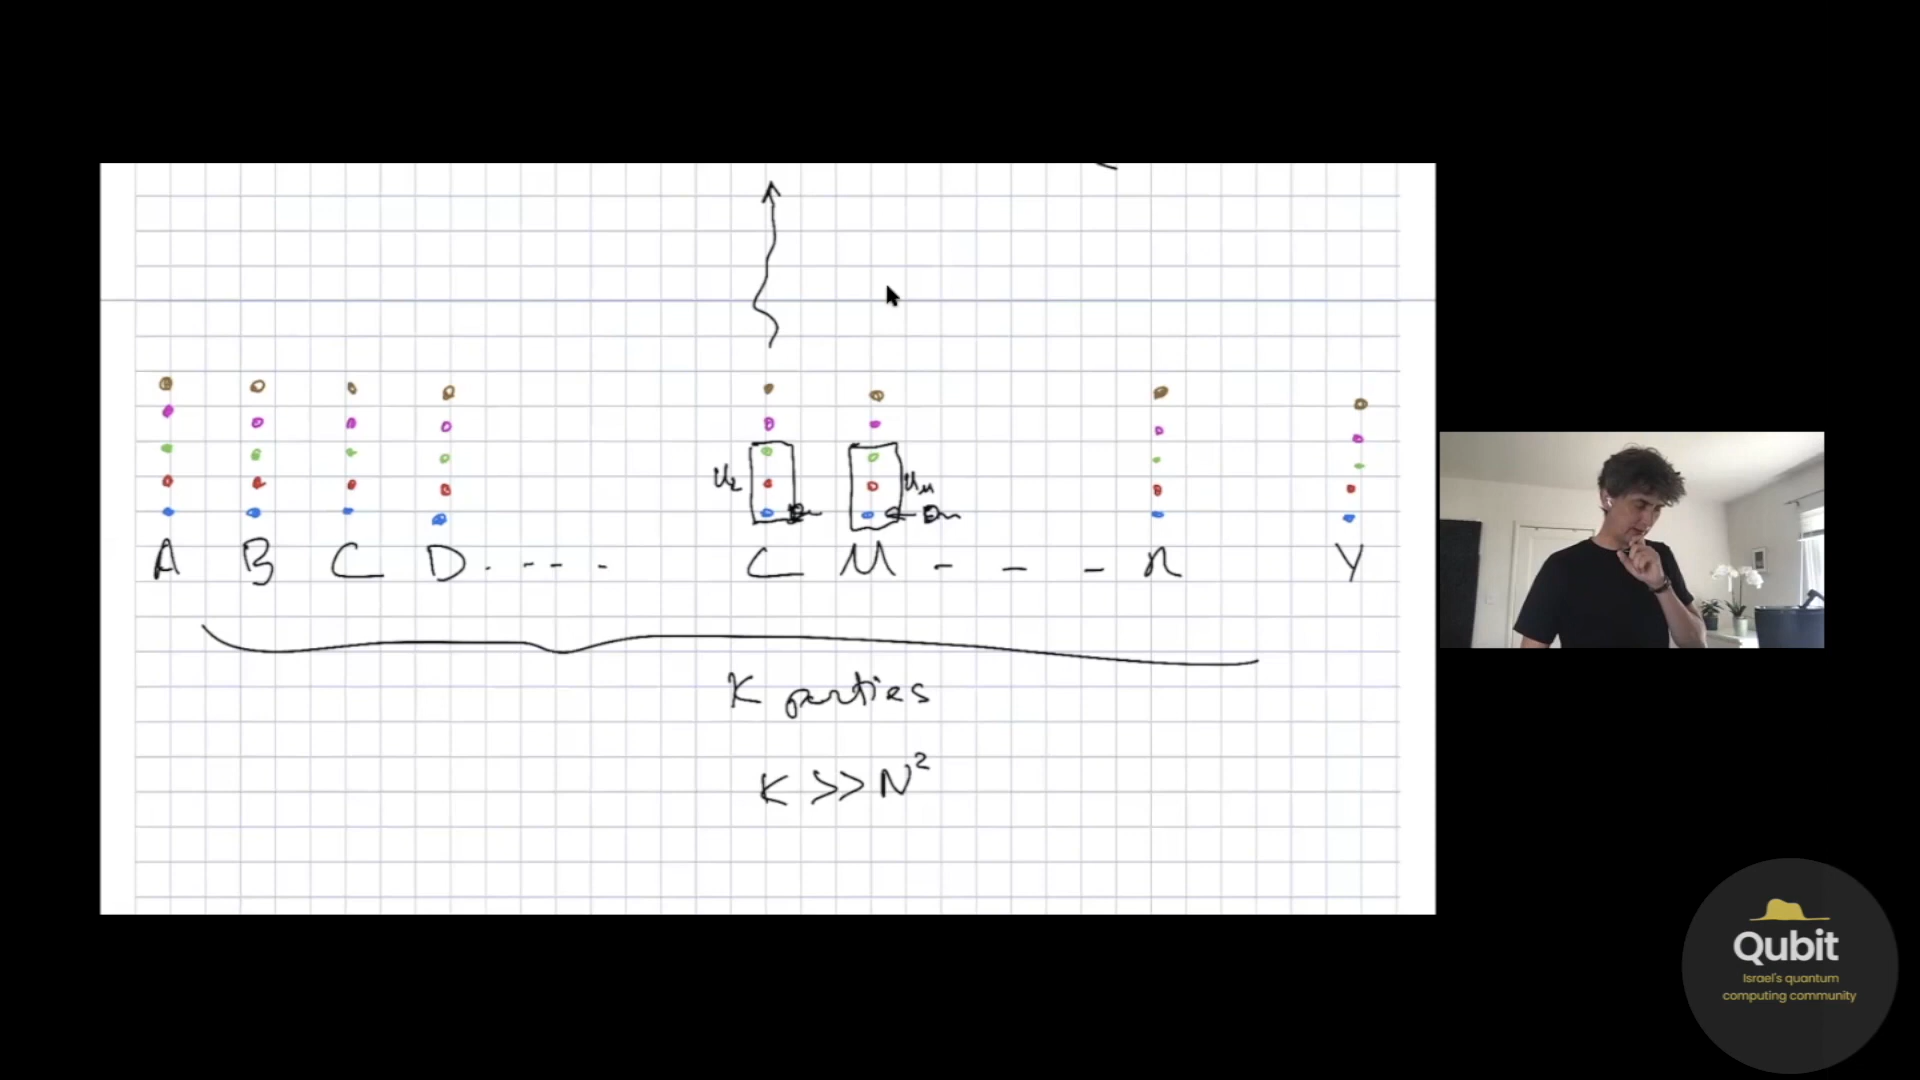 A B C D . - - - - C M - - - n Y
K parties
K >> N²
Qubit
Israel's quantum
computing community